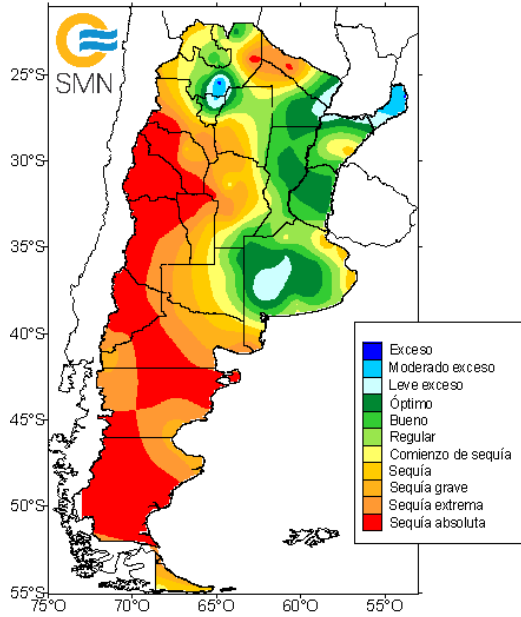 SMN
25°S
30°S
35°S
40°S
45°S
50°S
55°S
75°O
70°O
65°O
60°O
55°O
Exceso
Moderado exceso
Leve exceso
Óptimo
Bueno
Regular
Comienzo de sequía
Sequía
Sequía grave
Sequía extrema
Sequía absoluta